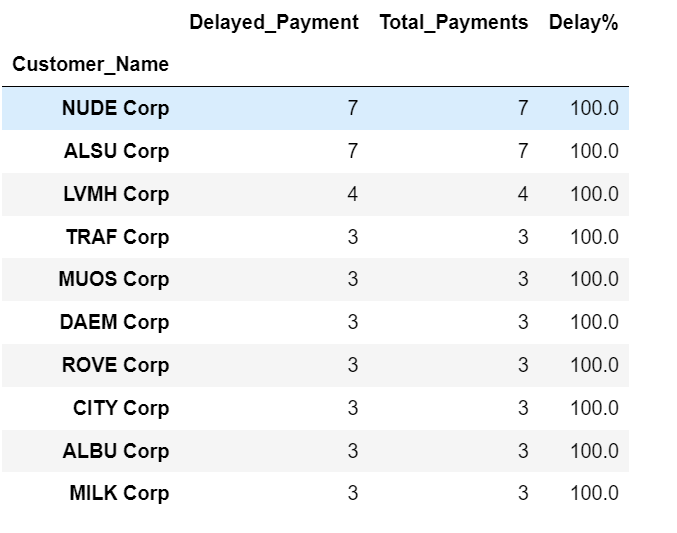 Delayed_Payment Total_Payments Delay%
Customer_Name
NUDE Corp 7 7 100.0
ALSU Corp 7 7 100.0
LVMH Corp 4 4 100.0
TRAF Corp 3 3 100.0
MUOS Corp 3 3 100.0
DAEM Corp 3 3 100.0
ROVE Corp 3 3 100.0
CITY Corp 3 3 100.0
ALBU Corp 3 3 100.0
MILK Corp 3 3 100.0